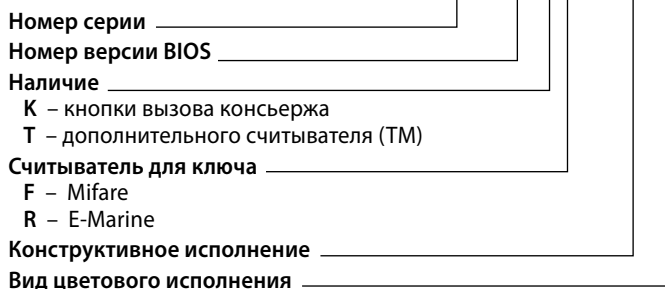 Номер серии
Номер версии BIOS
Наличие
К – кнопки вызова консьержа
Т – дополнительного считывателя (ТМ)
Считыватель для ключа
F – Mifare
R – E-Marine
Конструктивное исполнение
Вид цветового исполнения